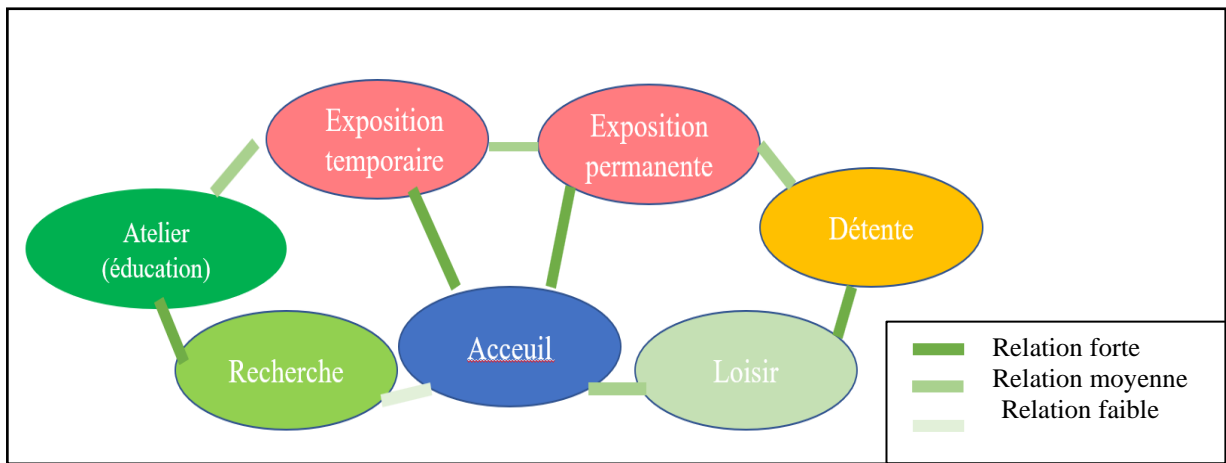 Exposition
temporaire
Exposition
permanente
Atelier
(éducation)
Détente
Recherche
Acceuil
Loisir
Relation forte
Relation moyenne
Relation faible